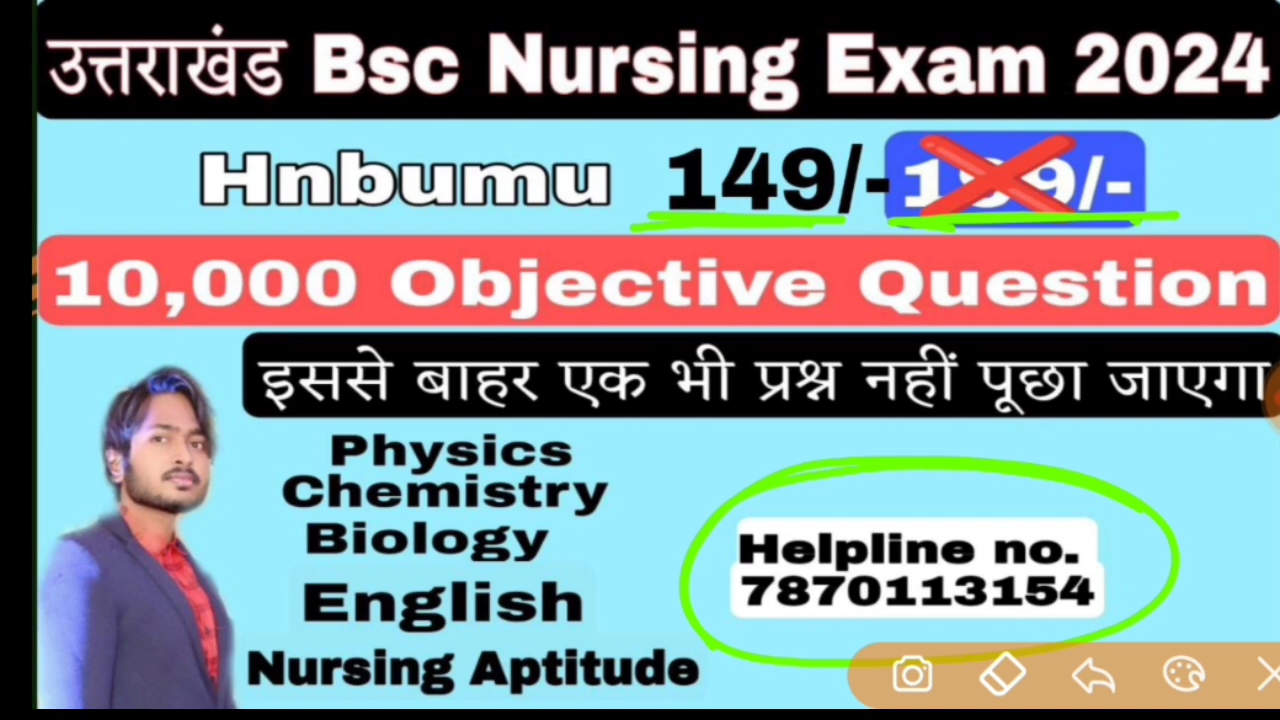 उत्तराखंड Bsc Nursing Exam 2024
Hnbumu 149/- 199/-
10,000 Objective Question
इससे बाहर एक भी प्रश्न नहीं पूछा जाएगा
Physics
Chemistry
Biology
English
Nursing Aptitude
Helpline no.
7870113154